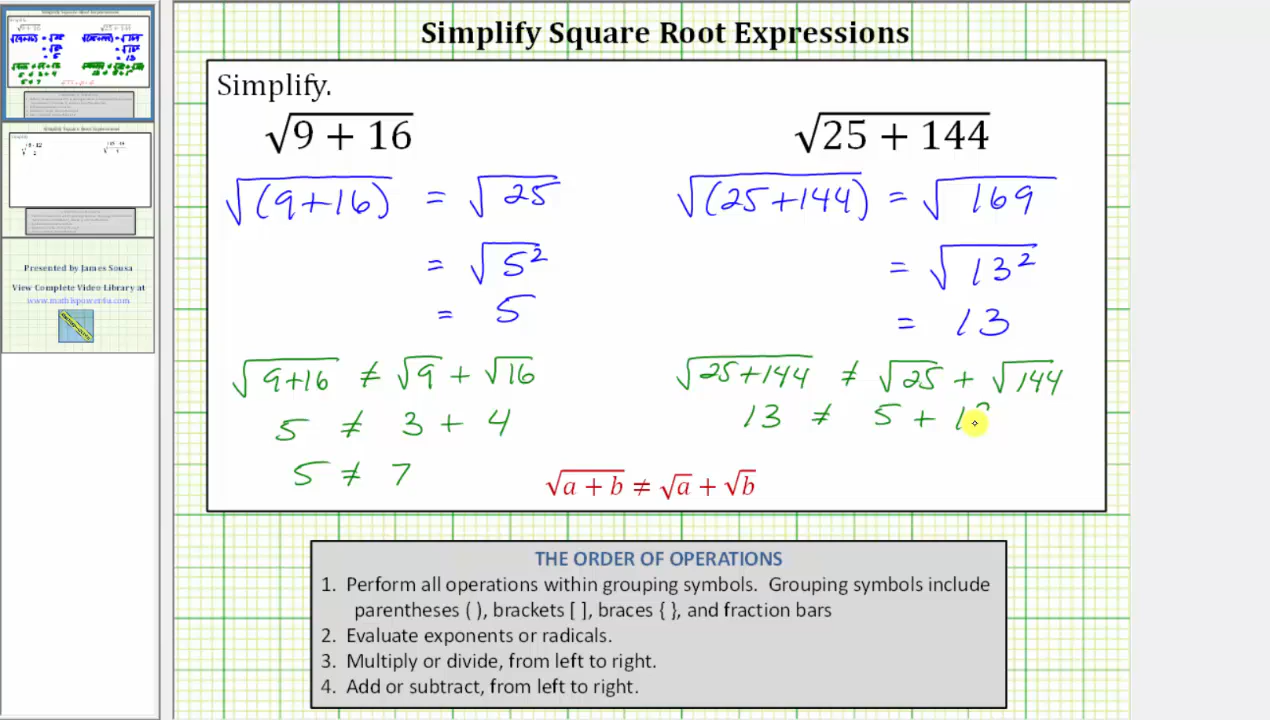 Simplify Square Root Expressions
Simplify.
√(9 + 16)
√(25 + 144)
√((9+16)) = √25
= √5²
= 5
√((25+144)) = √169
= √13²
= 13
√(9+16) ≠ √9 + √16
5 ≠ 3 + 4
5 ≠ 7
√(25+144) ≠ √25 + √144
13 ≠ 5 + 1
√(a + b) ≠ √a + √b
THE ORDER OF OPERATIONS
1. Perform all operations within grouping symbols. Grouping symbols include
parentheses ( ), brackets [ ], braces { }, and fraction bars
2. Evaluate exponents or radicals.
3. Multiply or divide, from left to right.
4. Add or subtract, from left to right.
Presented by James Sousa
View Complete Video Library at
www.mathispower4u.com